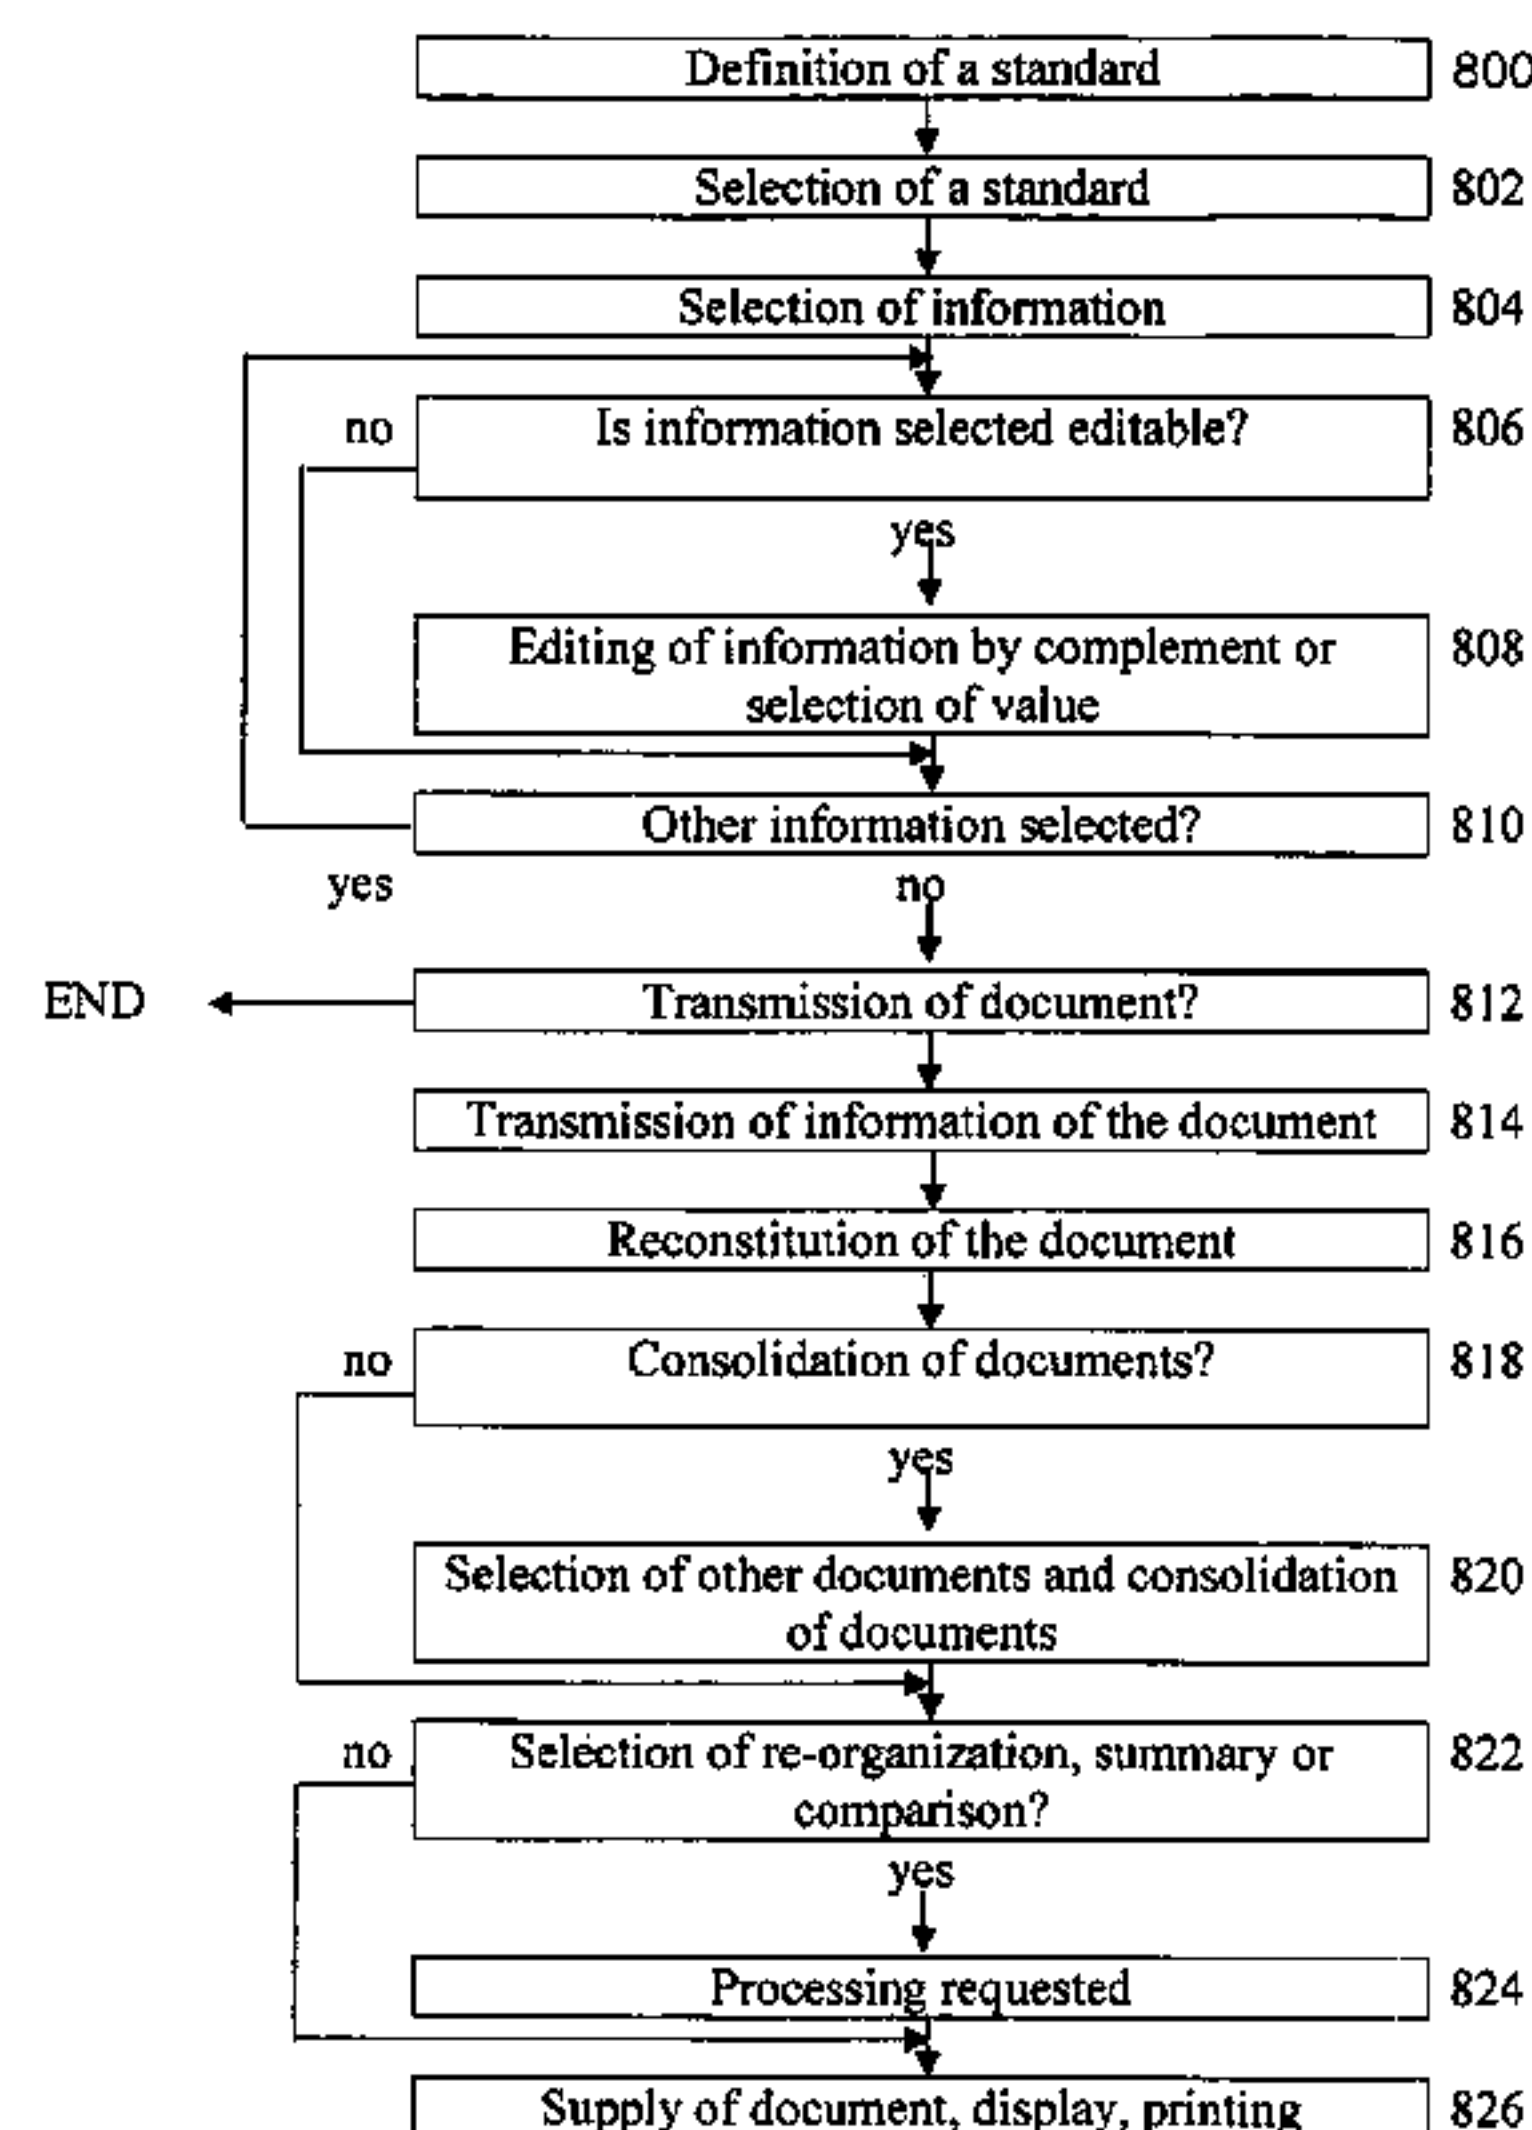 Definition of a standard 800
Selection of a standard 802
Selection of information 804
no Is information selected editable? 806
yes
Editing of information by complement or 808
selection of value
Other information selected? 810
yes no
END Transmission of document? 812
Transmission of information of the document 814
Reconstitution of the document 816
no Consolidation of documents? 818
yes
Selection of other documents and consolidation 820
of documents
no Selection of re-organization, summary or 822
comparison?
yes
Processing requested 824
Supply of document, display, printing 826